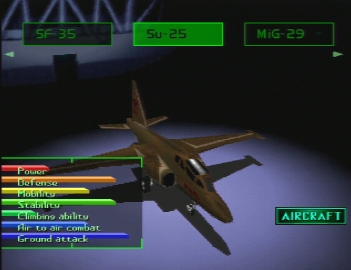 SF-35 Su-25 MiG-29
Power
Defense
Mobility
Stability
Climbing ability
Air to air combat
Ground attack
AIRCRAFT